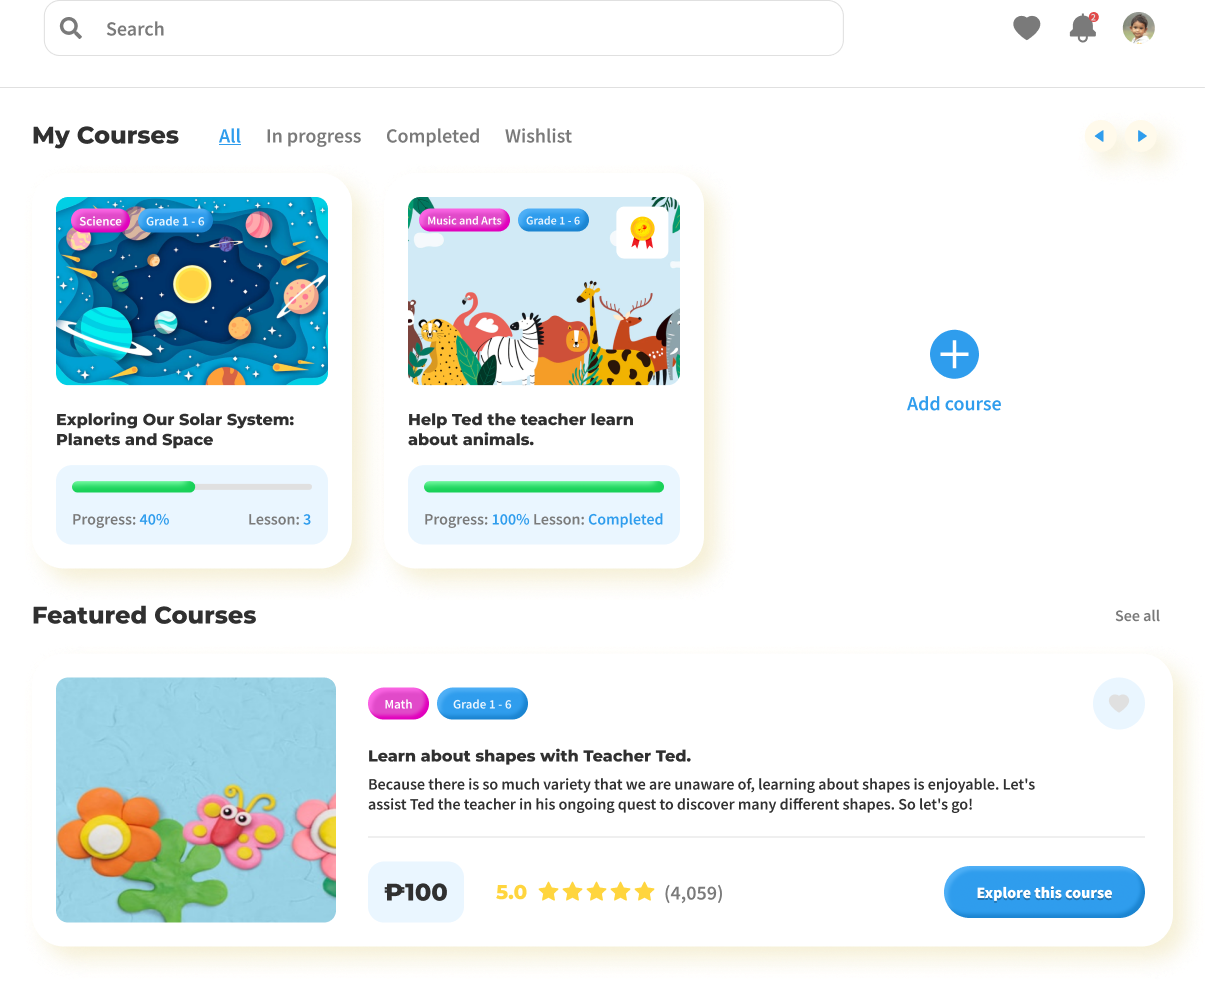 Search
2
My Courses
All
In progress
Completed
Wishlist
Science
Grade 1 - 6
Exploring Our Solar System:
Planets and Space
Progress: 40%
Lesson: 3
Music and Arts
Grade 1 - 6
Help Ted the teacher learn
about animals.
Progress: 100% Lesson: Completed
Add course
Featured Courses
See all
Math
Grade 1 - 6
Learn about shapes with Teacher Ted.
Because there is so much variety that we are unaware of, learning about shapes is enjoyable. Let's
assist Ted the teacher in his ongoing quest to discover many different shapes. So let's go!
₱100
5.0
(4,059)
Explore this course